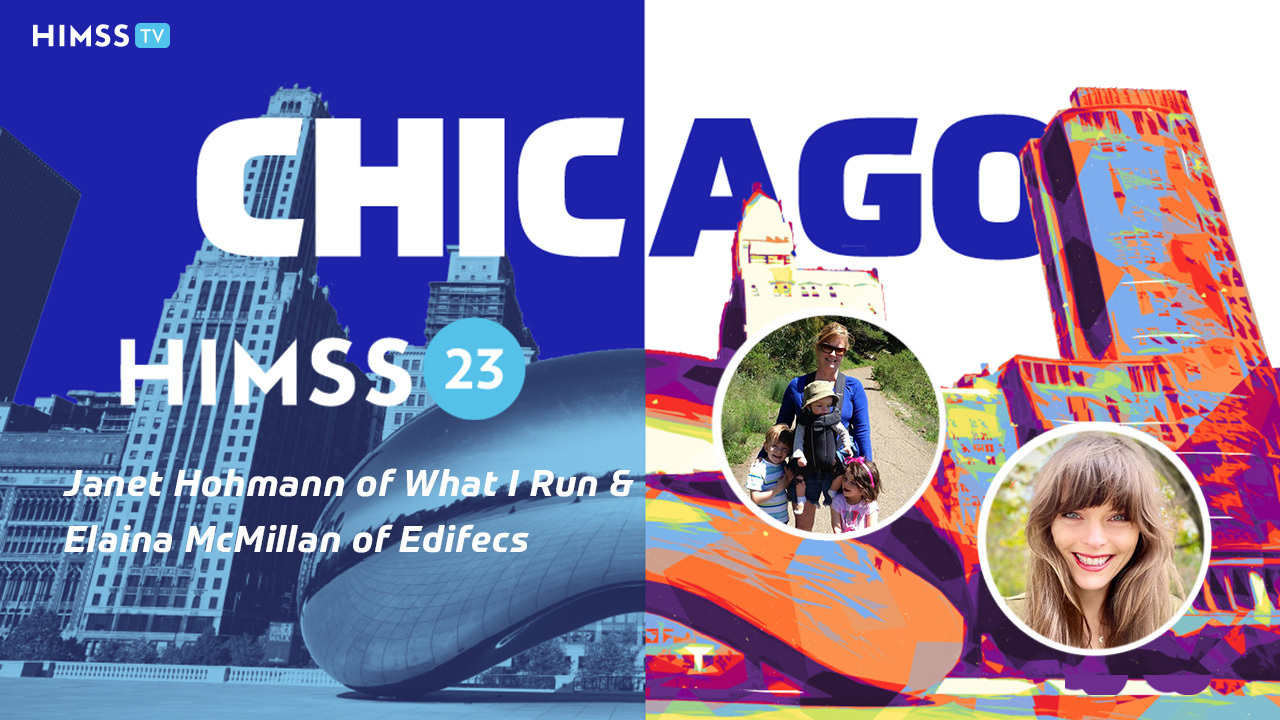 HIMSS TV
CHICAGO
HIMSS 23
Janet Hohmann of What I Run &
Elaina McMillan of Edifecs